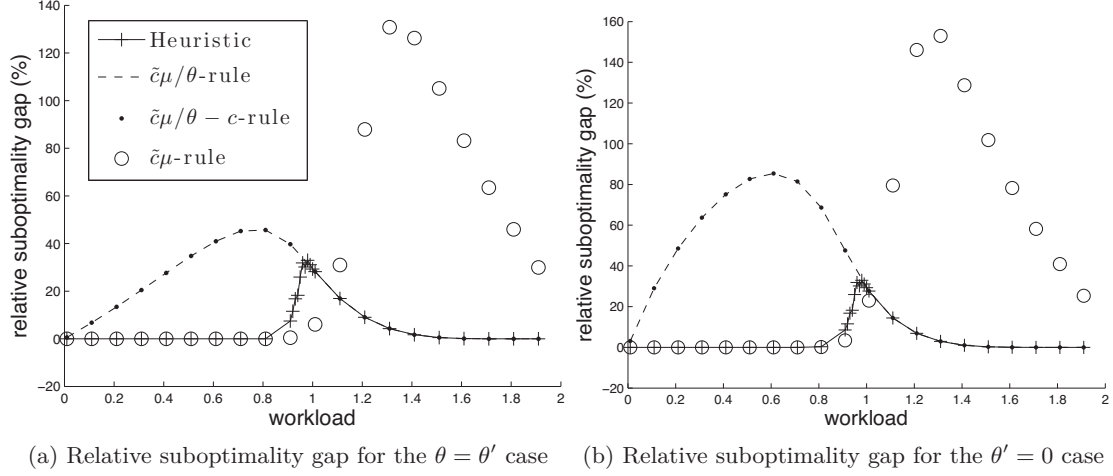 140
120
100
80
60
40
20
0
−20
relative suboptimality gap (%)
Heuristic
c̃μ/θ-rule
c̃μ/θ − c-rule
c̃μ-rule
0 0.2 0.4 0.6 0.8 1 1.2 1.4 1.6 1.8 2
workload
(a) Relative suboptimality gap for the θ = θ′ case
160
140
120
100
80
60
40
20
0
−20
relative suboptimality gap (%)
0 0.2 0.4 0.6 0.8 1 1.2 1.4 1.6 1.8 2
workload
(b) Relative suboptimality gap for the θ′ = 0 case